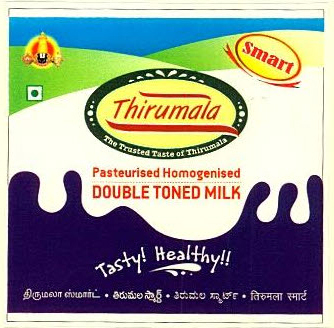 Smart
Thirumala
The Trusted Taste of Thirumala
Pasteurised Homogenised
DOUBLE TONED MILK
Tasty! Healthy!!
திருமலா ஸ்மார்ட் • తిరుమల స్మార్ట్ • ತಿರುಮಲ ಸ್ಮಾರ್ಟ್ • तिरुमला स्मार्ट